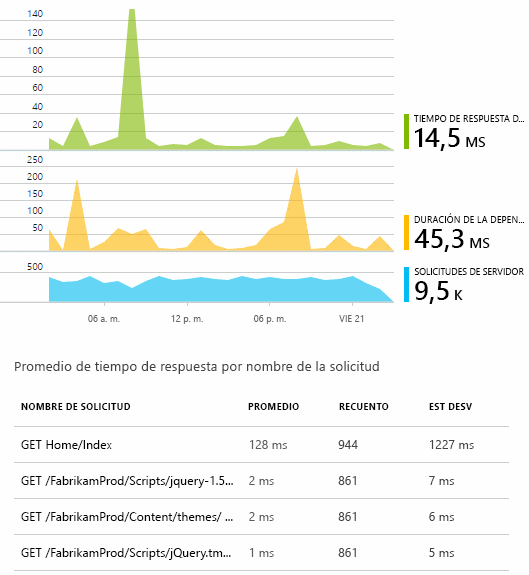 140
120
100
80
60
40
20
TIEMPO DE RESPUESTA D...
14,5 MS
250
200
150
100
50
DURACIÓN DE LA DEPEN...
45,3 MS
500
SOLICITUDES DE SERVIDOR
9,5 K
06 a. m. 12 p. m. 06 p. m. VIE 21
Promedio de tiempo de respuesta por nombre de la solicitud
NOMBRE DE SOLICITUD PROMEDIO RECUENTO EST DESV
GET Home/Index 128 ms 944 1227 ms
GET /FabrikamProd/Scripts/jquery-1.5... 2 ms 861 7 ms
GET /FabrikamProd/Content/themes/ ... 2 ms 861 6 ms
GET /FabrikamProd/Scripts/jQuery.tm... 1 ms 861 5 ms